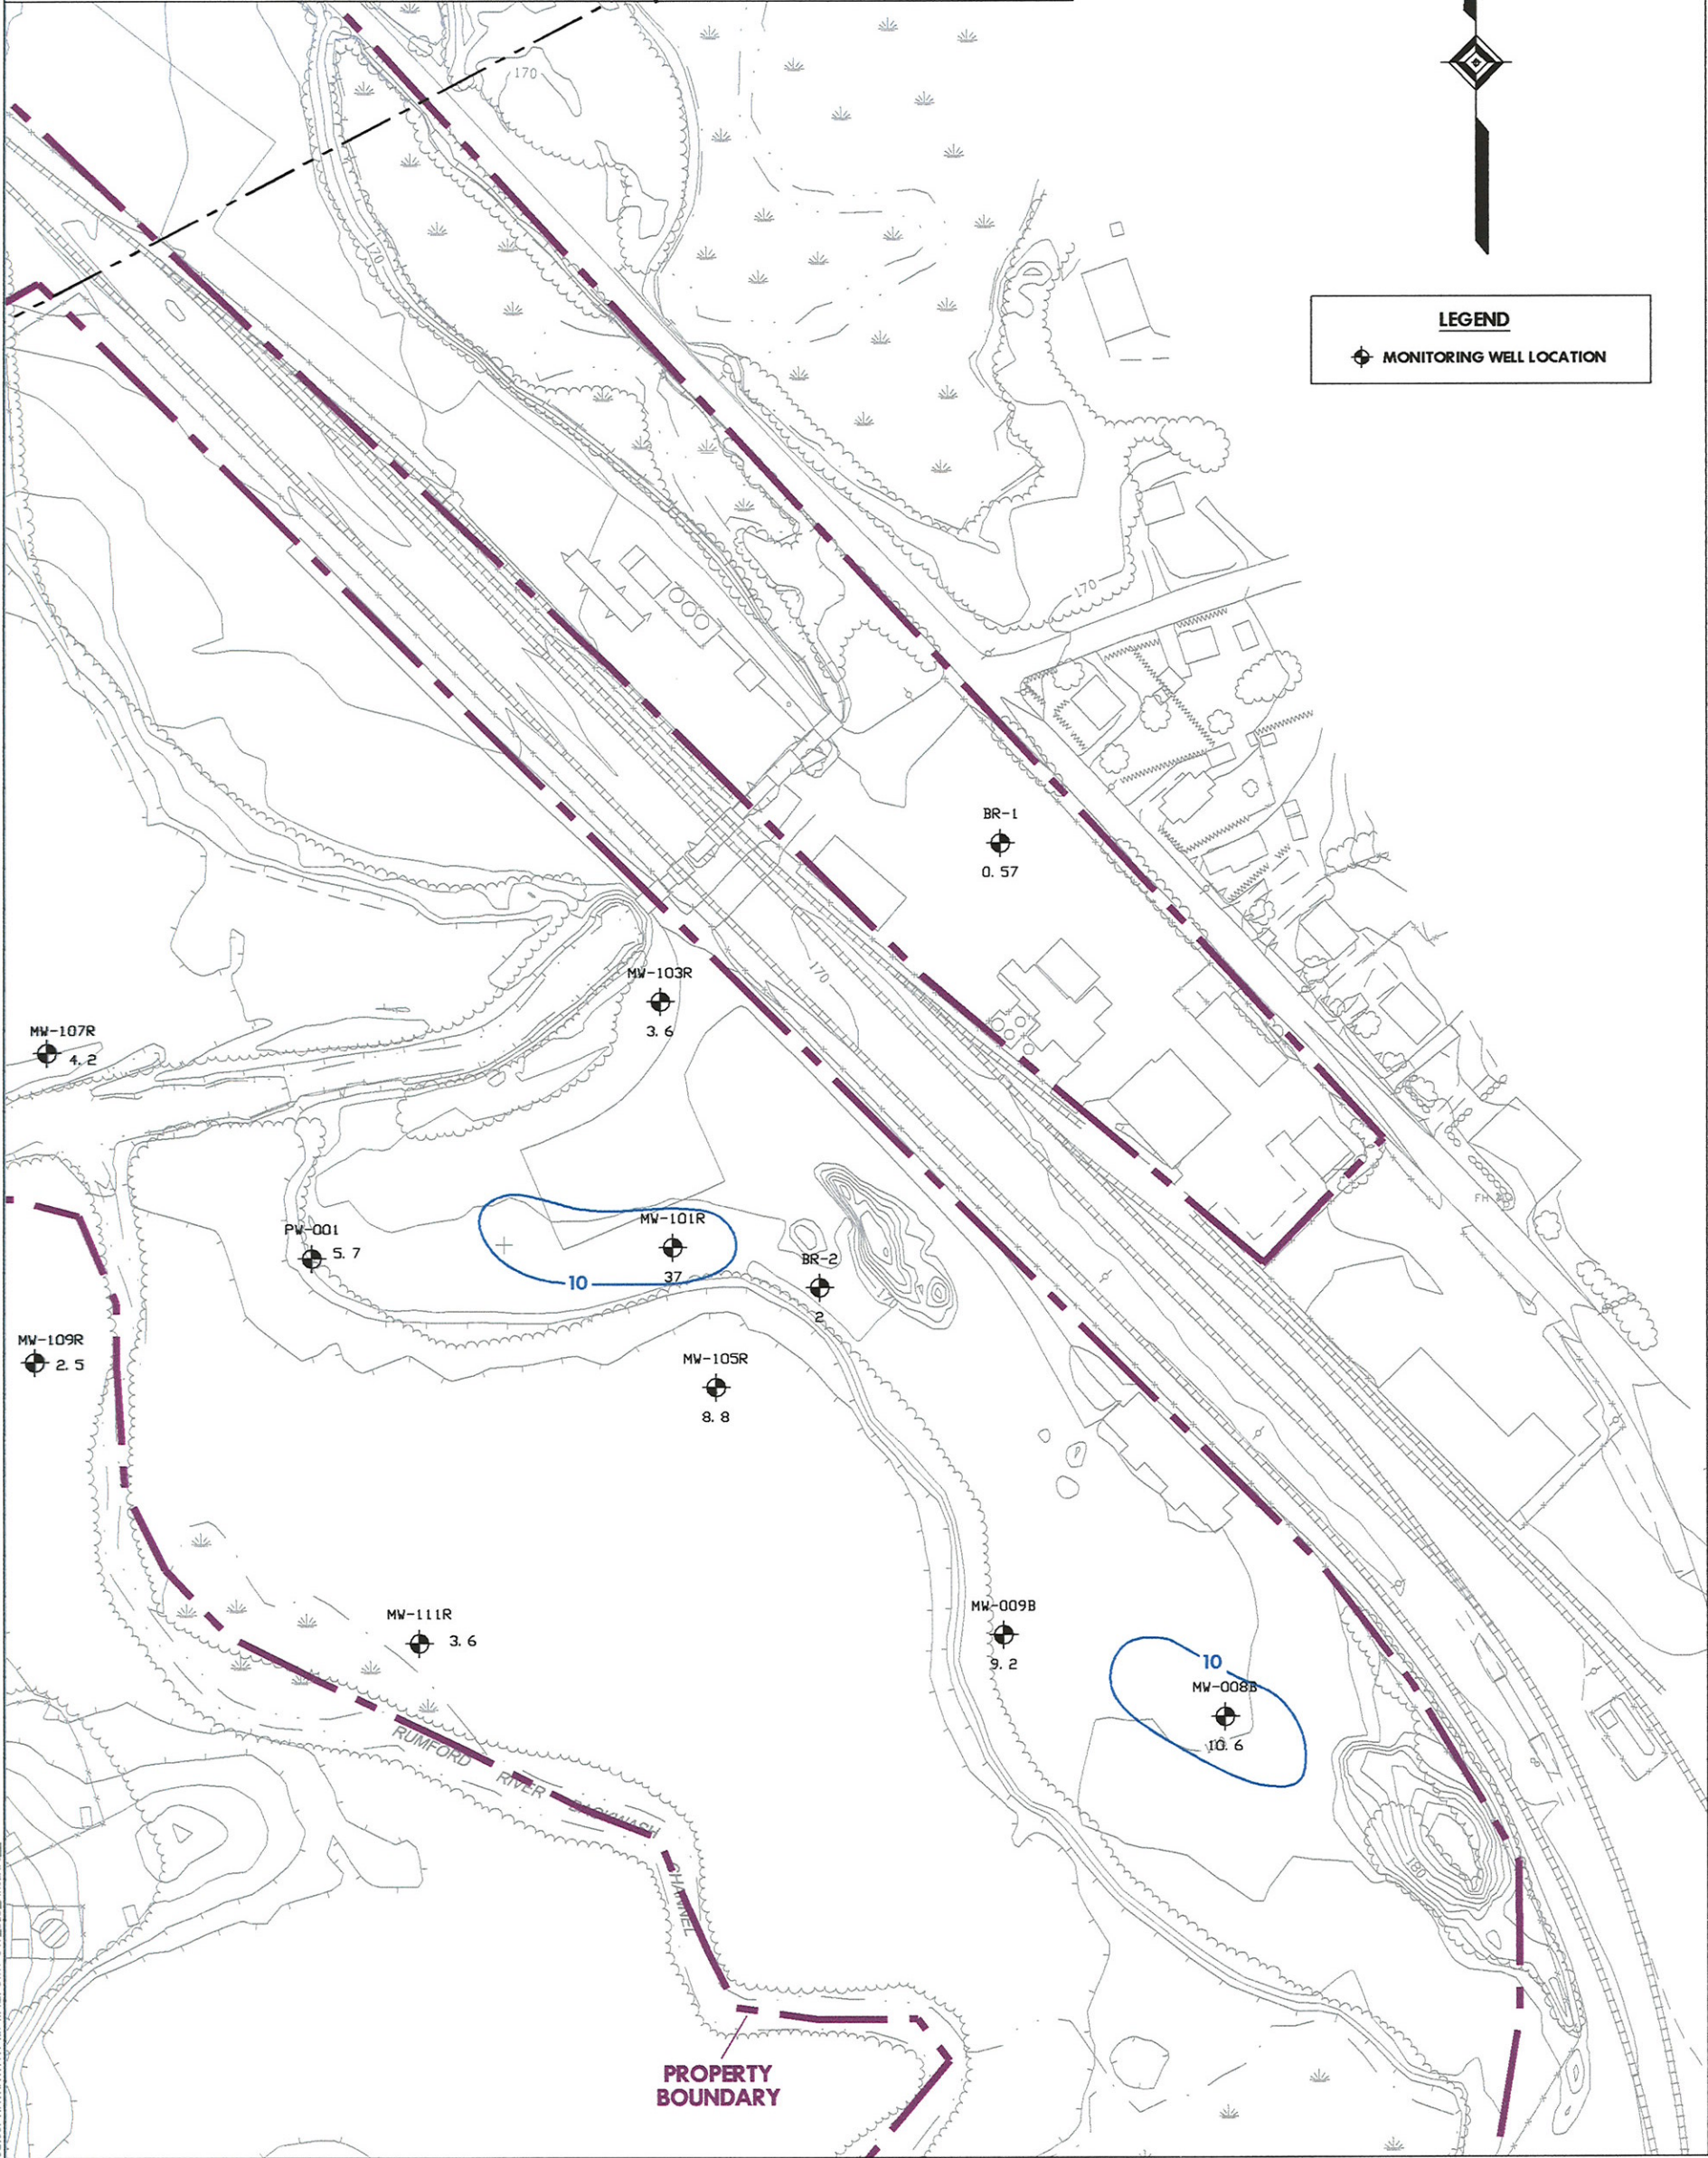 170
170
LEGEND
MONITORING WELL LOCATION
170
BR-1
0.57
170
MW-103R
3.6
MW-107R
4.2
FH
MW-101R
37
PW-001
5.7
10
BR-2
2
MW-109R
2.5
MW-105R
8.8
MW-009B
9.2
MW-111R
3.6
10
MW-008B
10.6
RUMFORD RIVER BACKWASH CHANNEL
180
PROPERTY
BOUNDARY